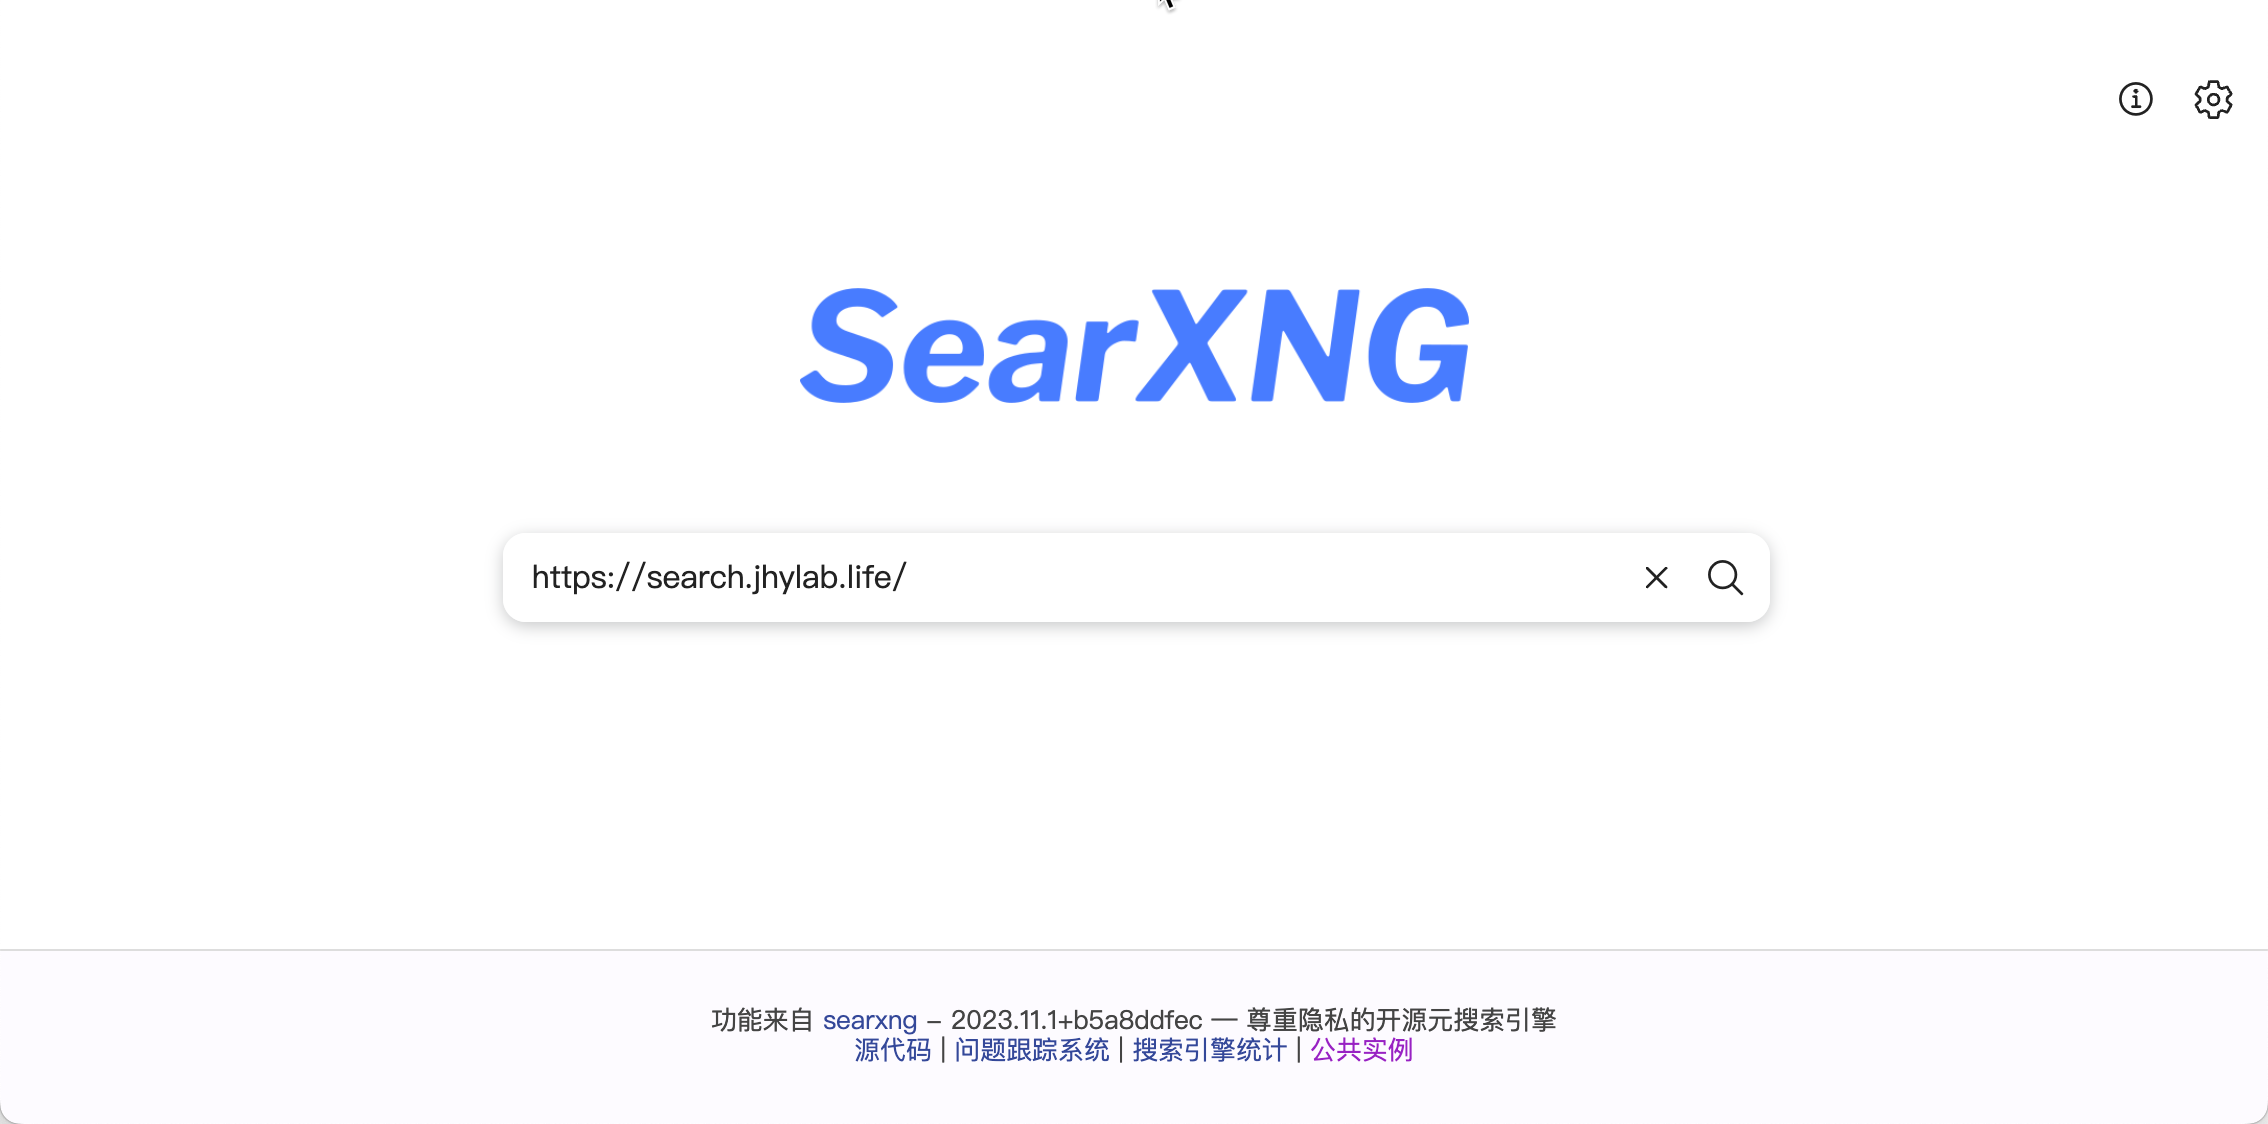 SearXNG
https://search.jhylab.life/
功能来自 searxng – 2023.11.1+b5a8ddfec — 尊重隐私的开源元搜索引擎
源代码 | 问题跟踪系统 | 搜索引擎统计 | 公共实例